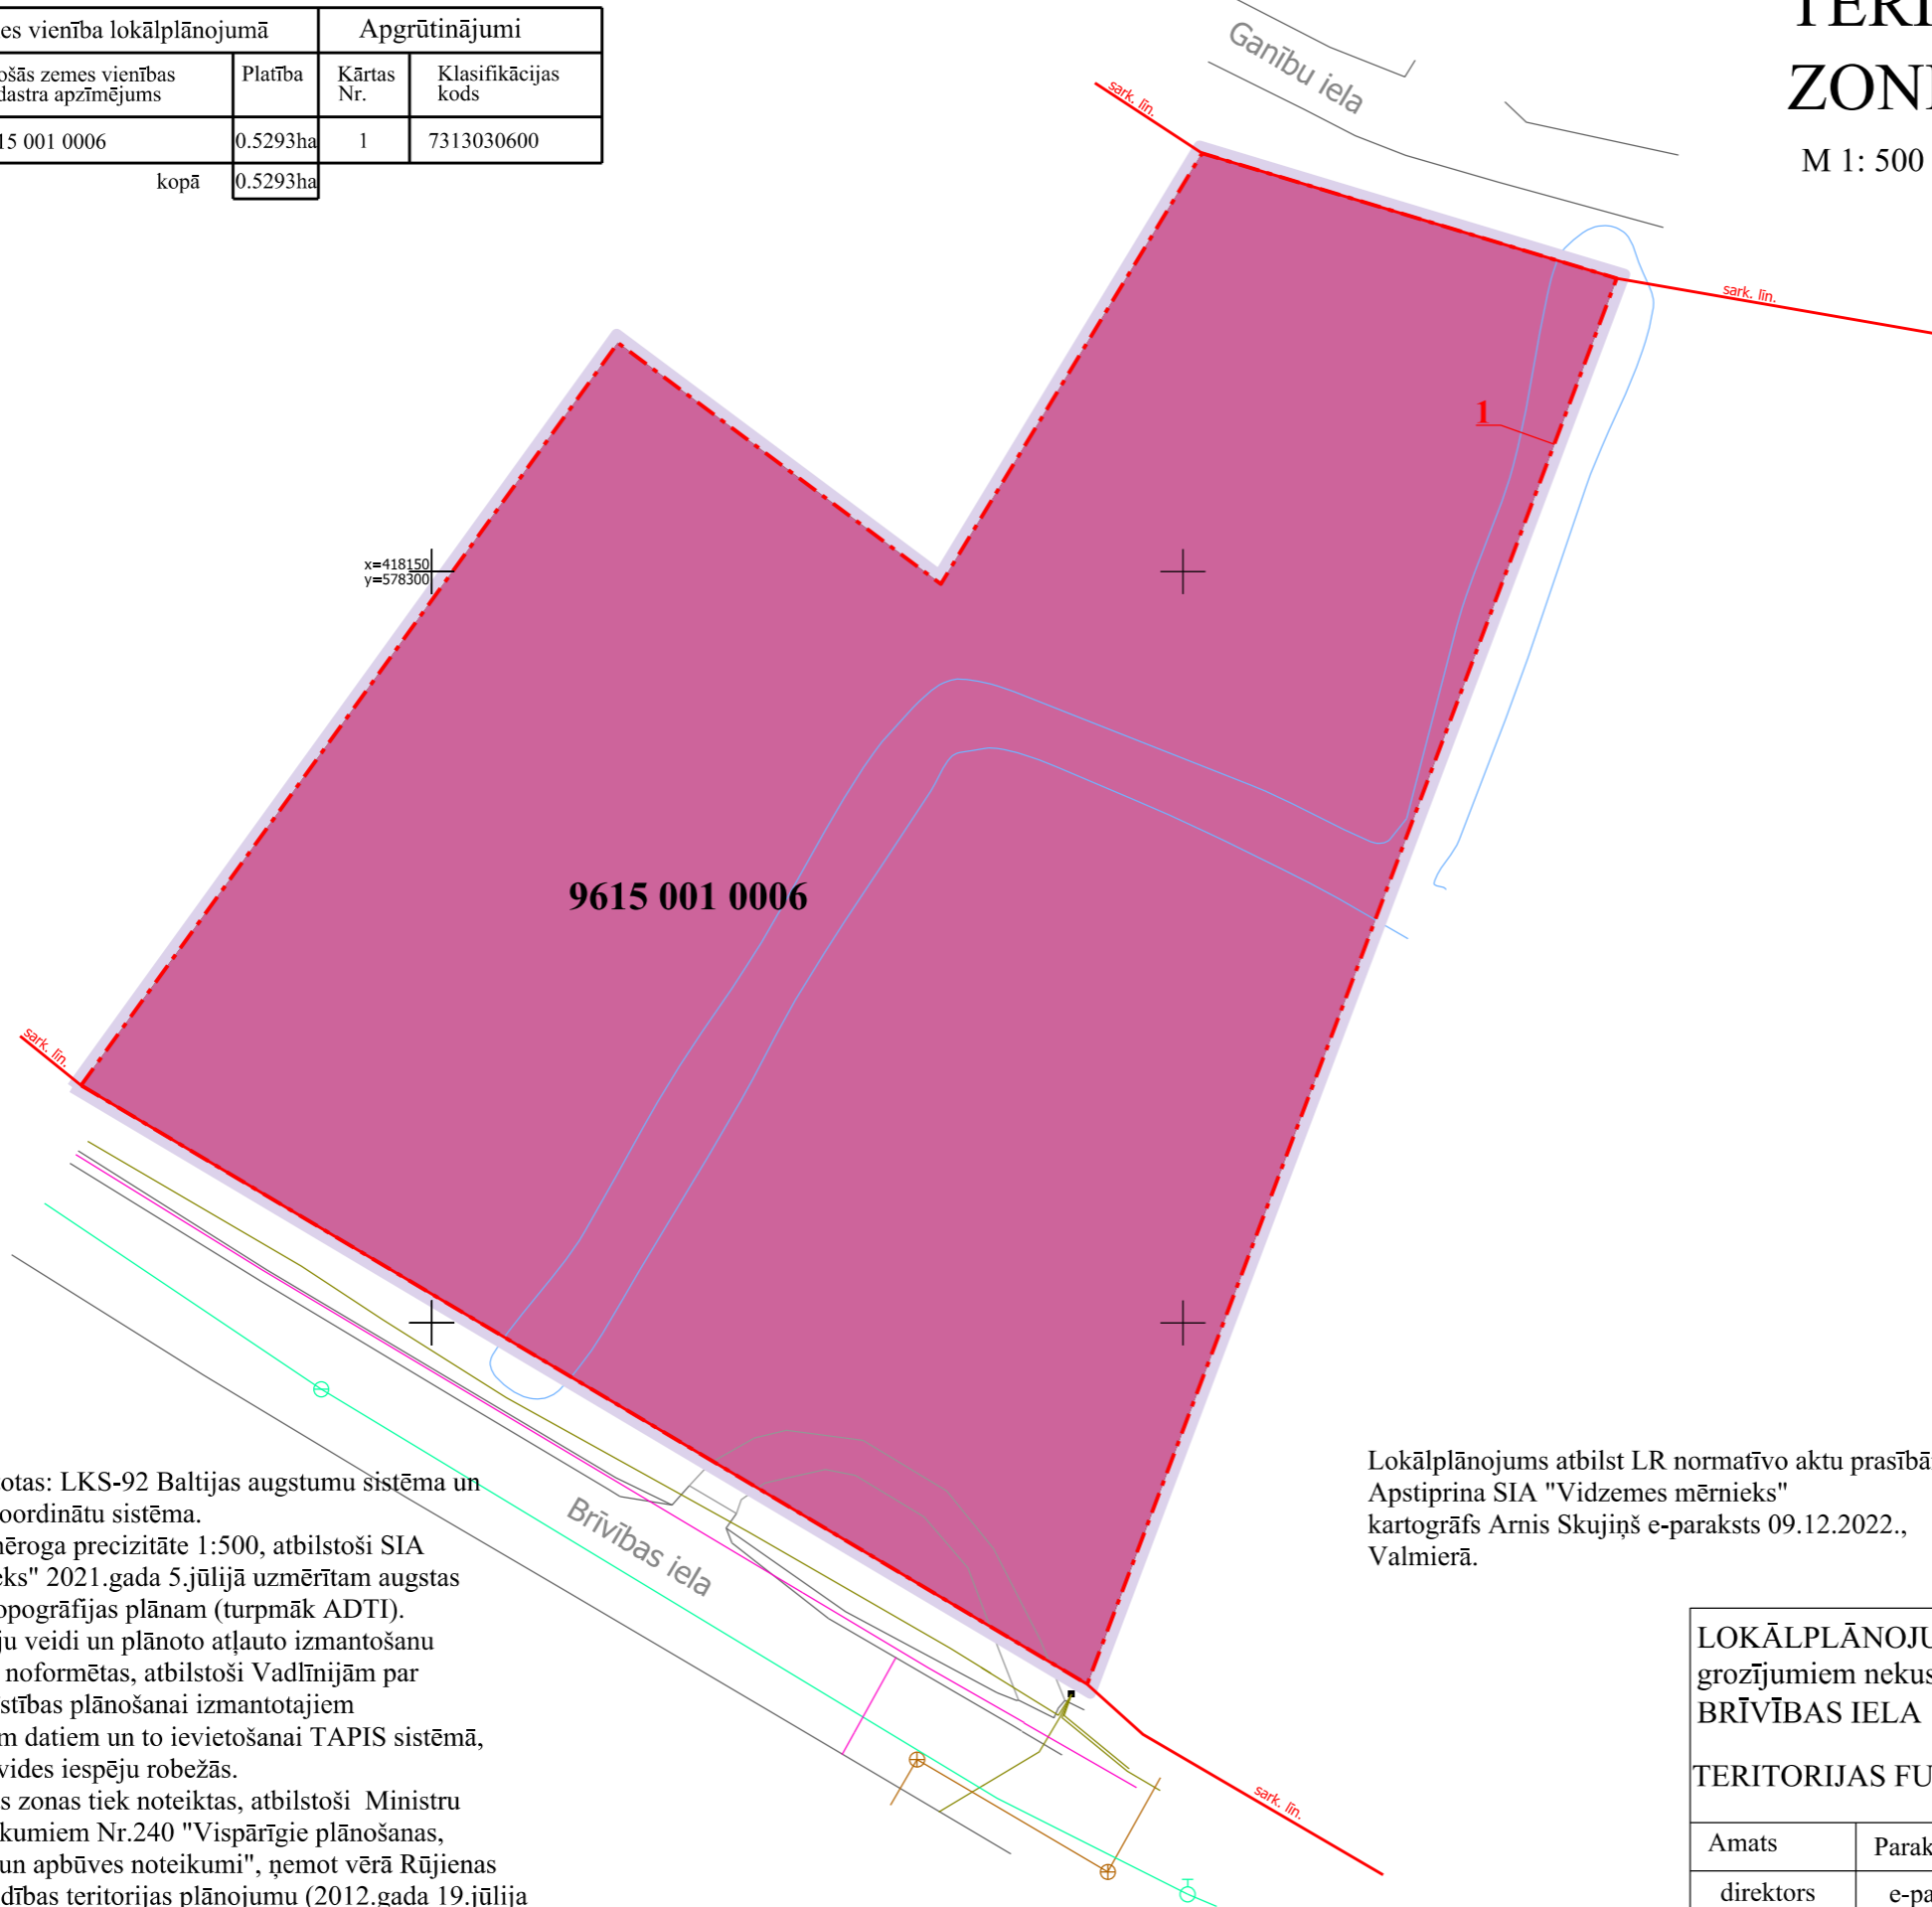 es vienība lokālplānojumā
Apgrūtinājumi
ošās zemes vienības
dastra apzīmējums
Platība
Kārtas
Nr.
Klasifikācijas
kods
15 001 0006
0.5293ha
1
7313030600
kopā
0.5293ha
TERI
ZON
M 1: 500
Ganību iela
sark. lin.
sark. lin.
1
x=418150
y=578300
9615 001 0006
sark. lin.
Brīvības iela
sark. lin.
otas: LKS-92 Baltijas augstumu sistēma un
oordinātu sistēma.
nēroga precizitāte 1:500, atbilstoši SIA
eks" 2021.gada 5.jūlijā uzmērītam augstas
opogrāfijas plānam (turpmāk ADTI).
ju veidi un plānoto atļauto izmantošanu
noformētas, atbilstoši Vadlīnijām par
stības plānošanai izmantotajiem
m datiem un to ievietošanai TAPIS sistēmā,
vides iespēju robežās.
s zonas tiek noteiktas, atbilstoši Ministru
kumiem Nr.240 "Vispārīgie plānošanas,
un apbūves noteikumi", ņemot vērā Rūjienas
dības teritorijas plānojumu (2012.gada 19.jūlija
Lokālplānojums atbilst LR normatīvo aktu prasībā
Apstiprina SIA "Vidzemes mērnieks"
kartogrāfs Arnis Skujiņš e-paraksts 09.12.2022.,
Valmierā.
LOKĀLPLĀNOJU
grozījumiem nekus
BRĪVĪBAS IELA
TERITORIJAS FU
Amats
Parak
direktors
e-pa